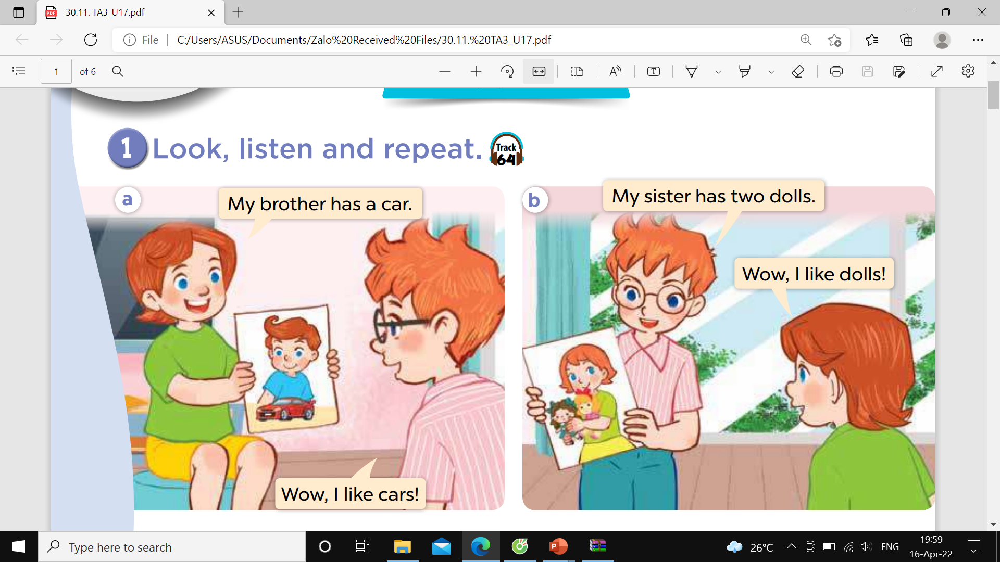 30.11. TA3_U17.pdf
File
C:/Users/ASUS/Documents/Zalo%20Received%20Files/30.11.%20TA3_U17.pdf
1 of 6
1 Look, listen and repeat. Track 64
a
My brother has a car.
Wow, I like cars!
b
My sister has two dolls.
Wow, I like dolls!
Type here to search
26°C
ENG
19:59
16-Apr-22